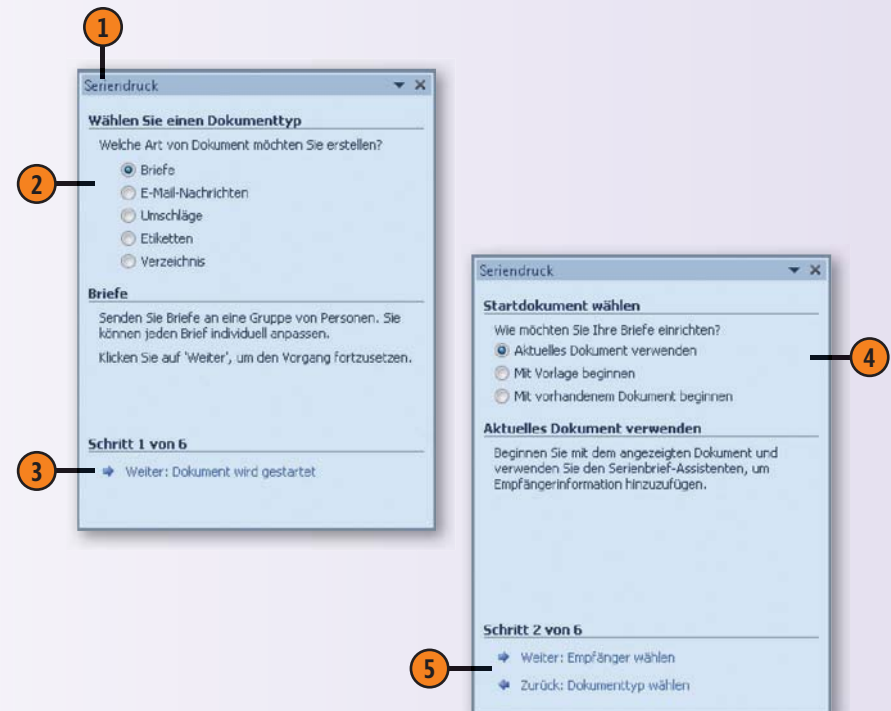 1
Seriendruck
Wählen Sie einen Dokumenttyp
Welche Art von Dokument möchten Sie erstellen?
2
Briefe
E-Mail-Nachrichten
Umschläge
Etiketten
Verzeichnis
Briefe
Senden Sie Briefe an eine Gruppe von Personen. Sie
können jeden Brief individuell anpassen.
Klicken Sie auf 'Weiter', um den Vorgang fortzusetzen.
Schritt 1 von 6
3
Weiter: Dokument wird gestartet
Seriendruck
Startdokument wählen
Wie möchten Sie Ihre Briefe einrichten?
Aktuelles Dokument verwenden
4
Mit Vorlage beginnen
Mit vorhandenem Dokument beginnen
Aktuelles Dokument verwenden
Beginnen Sie mit dem angezeigten Dokument und
verwenden Sie den Serienbrief-Assistenten, um
Empfängerinformation hinzuzufügen.
Schritt 2 von 6
5
Weiter: Empfänger wählen
Zurück: Dokumenttyp wählen